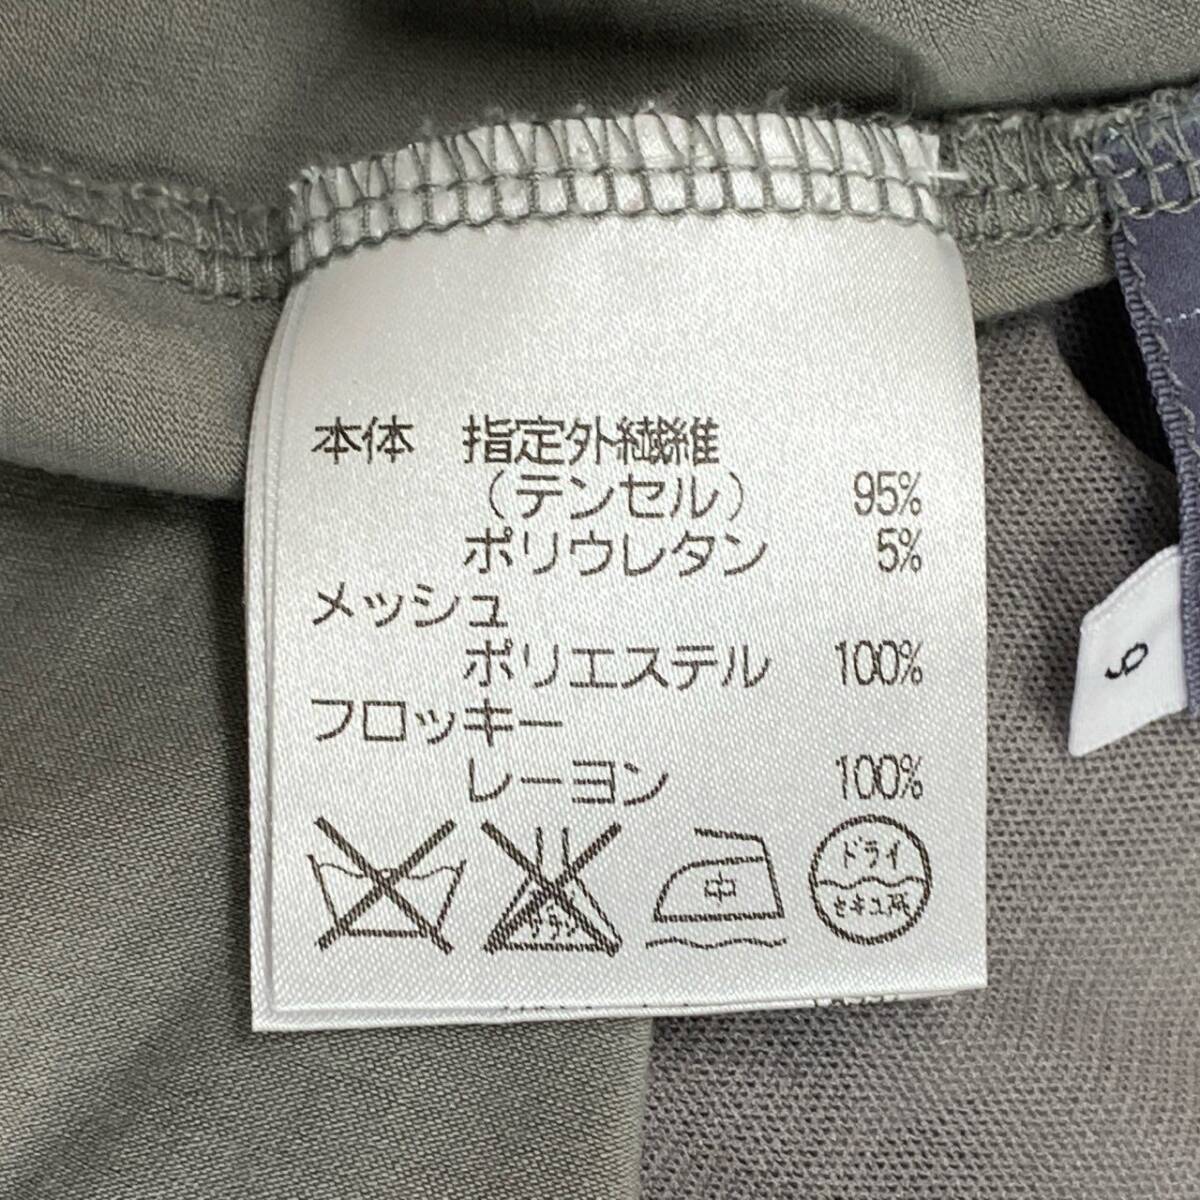 本体 指定外繊維
（テンセル） 95%
ポリウレタン 5%
メッシュ
ポリエステル 100%
フロッキー
レーヨン 100%
中
ドライ
セキユ系
9